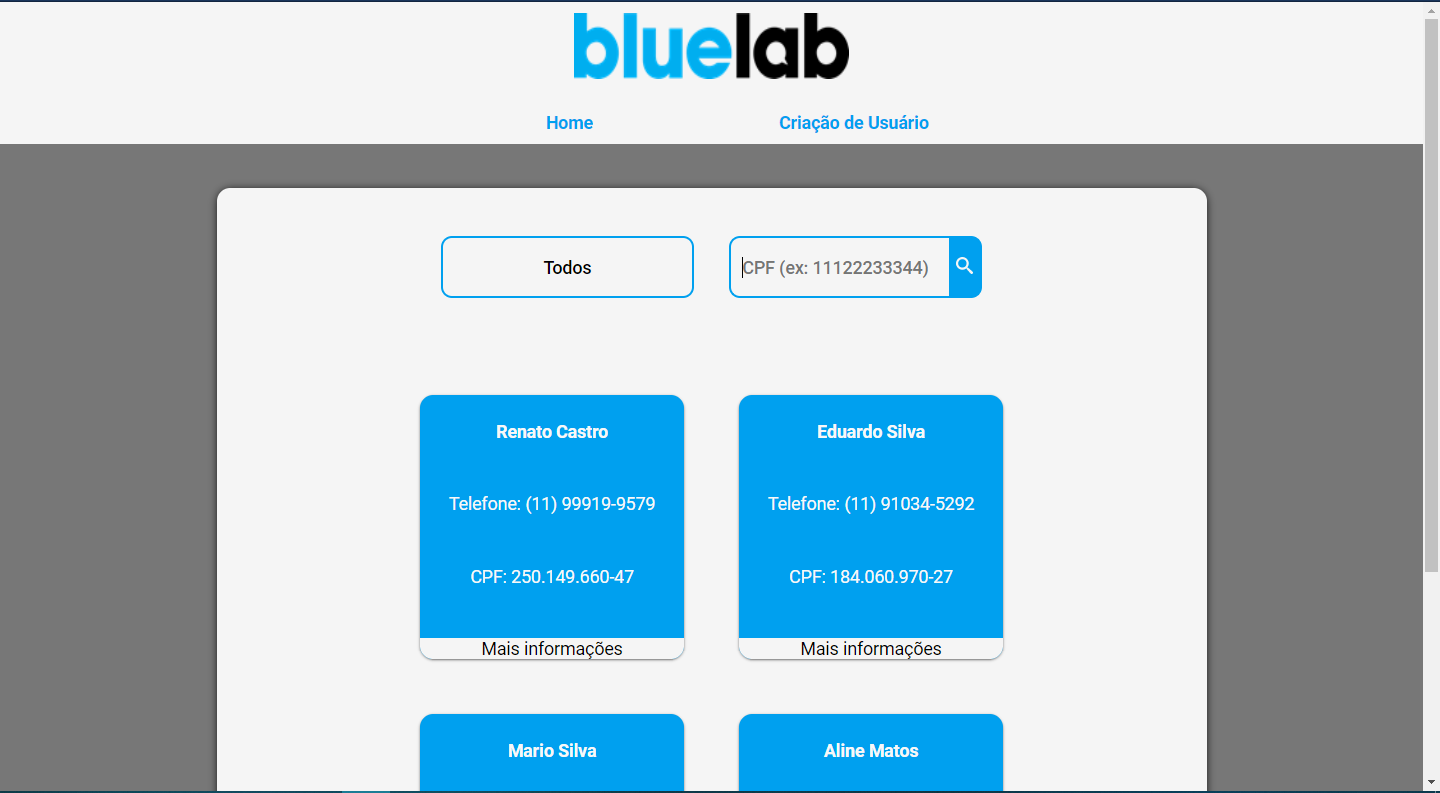 bluelab
Home
Criação de Usuário
Todos
CPF (ex: 11122233344)
Renato Castro
Telefone: (11) 99919-9579
CPF: 250.149.660-47
Mais informações
Eduardo Silva
Telefone: (11) 91034-5292
CPF: 184.060.970-27
Mais informações
Mario Silva
Aline Matos